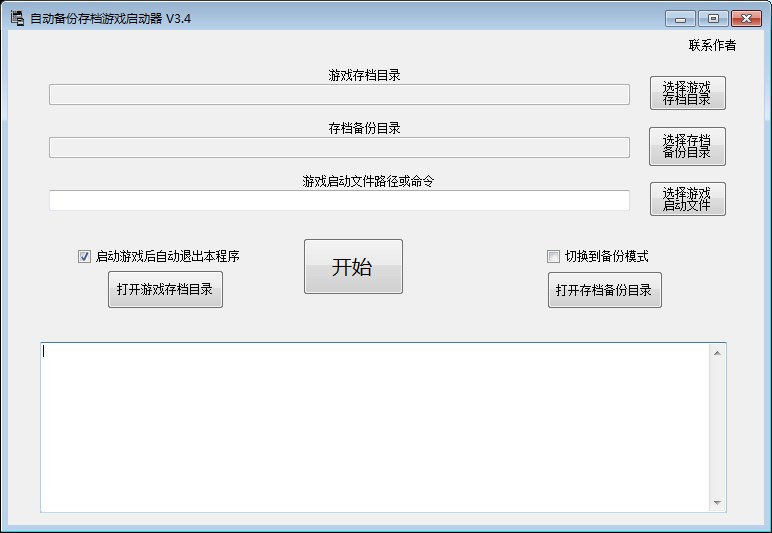 自动备份存档游戏启动器 V3.4
联系作者
游戏存档目录
选择游戏
存档目录
存档备份目录
选择存档
备份目录
游戏启动文件路径或命令
选择游戏
启动文件
启动游戏后自动退出本程序
开始
切换到备份模式
打开游戏存档目录
打开存档备份目录